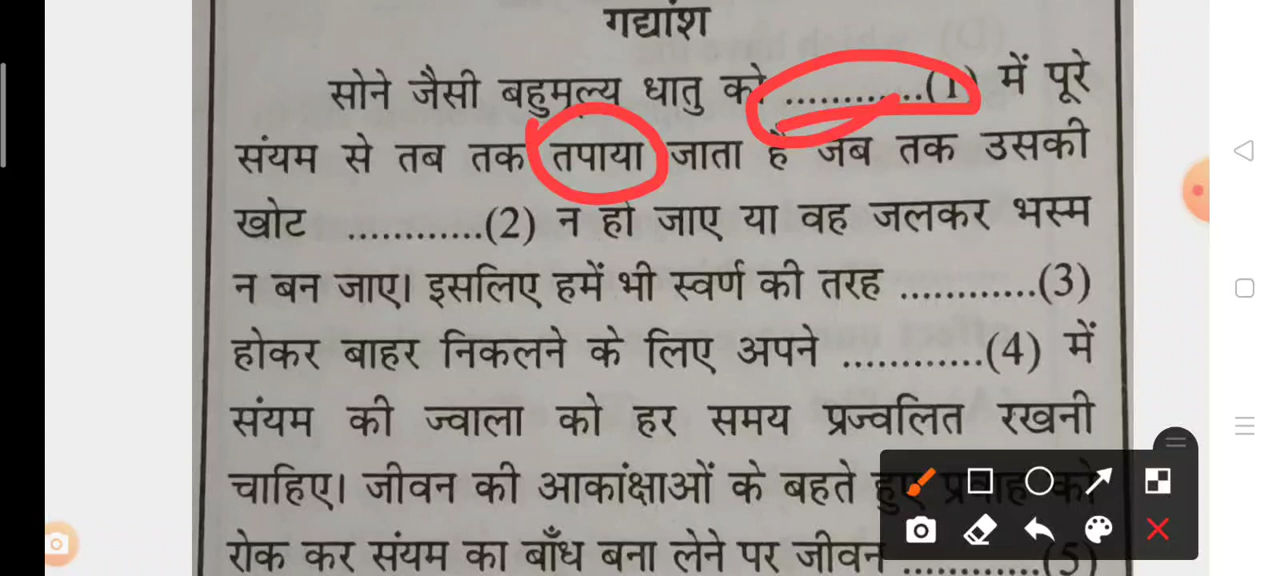 गद्यांश
सोने जैसी बहुमूल्य धातु को ............(1) में पूरे
संयम से तब तक तपाया जाता है जब तक उसकी
खोट ............(2) न हो जाए या वह जलकर भस्म
न बन जाए। इसलिए हमें भी स्वर्ण की तरह ............(3)
होकर बाहर निकलने के लिए अपने ............(4) में
संयम की ज्वाला को हर समय प्रज्वलित रखनी
चाहिए। जीवन की आकांक्षाओं के बहते हुए प्रवाह को
रोक कर संयम का बाँध बना लेने पर जीवन ............(5)